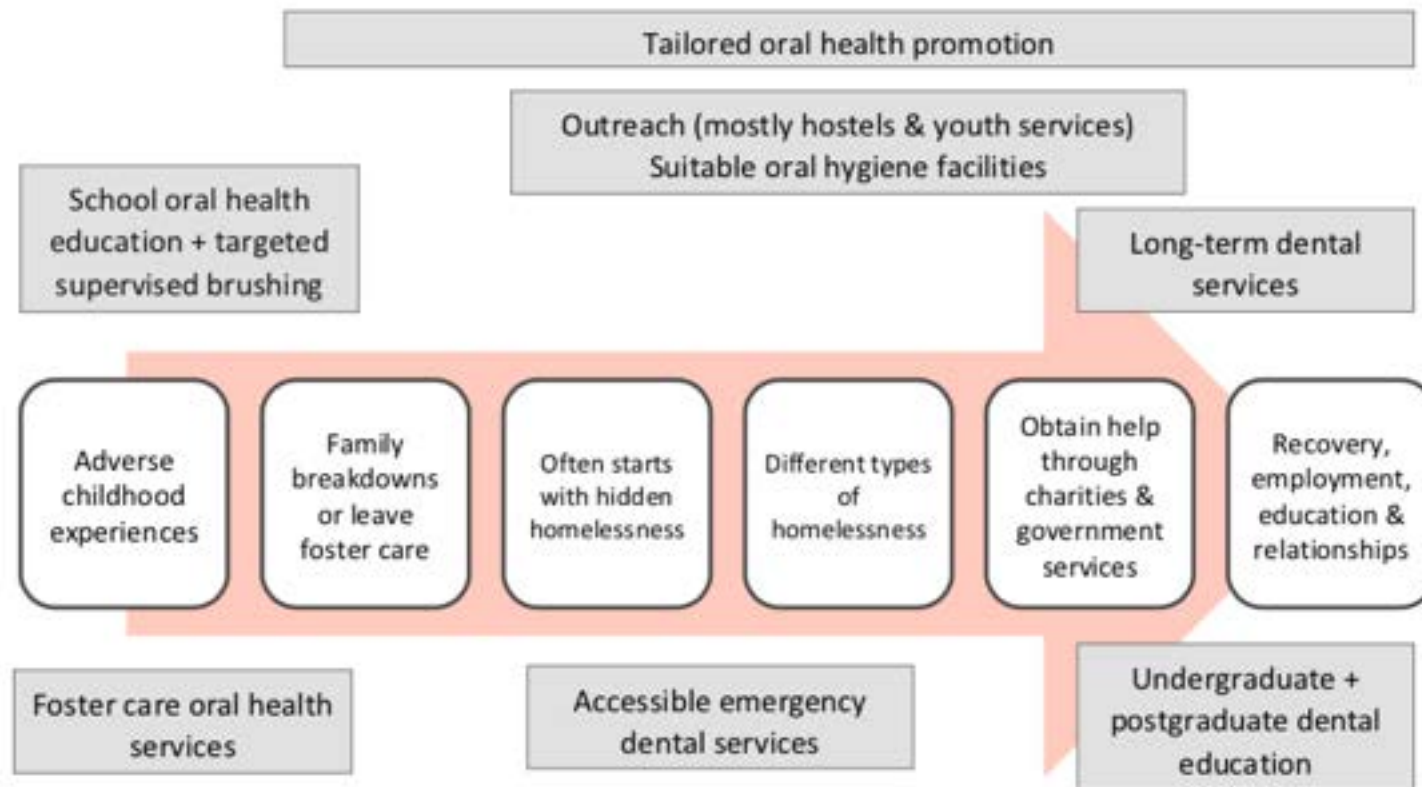 Tailored oral health promotion
Outreach (mostly hostels & youth services)
Suitable oral hygiene facilities
School oral health
education + targeted
supervised brushing
Long-term dental
services
Adverse
childhood
experiences
Family
breakdowns
or leave
foster care
Often starts
with hidden
homelessness
Different types
of
homelessness
Obtain help
through
charities &
government
services
Recovery,
employment,
education &
relationships
Foster care oral health
services
Accessible emergency
dental services
Undergraduate +
postgraduate dental
education